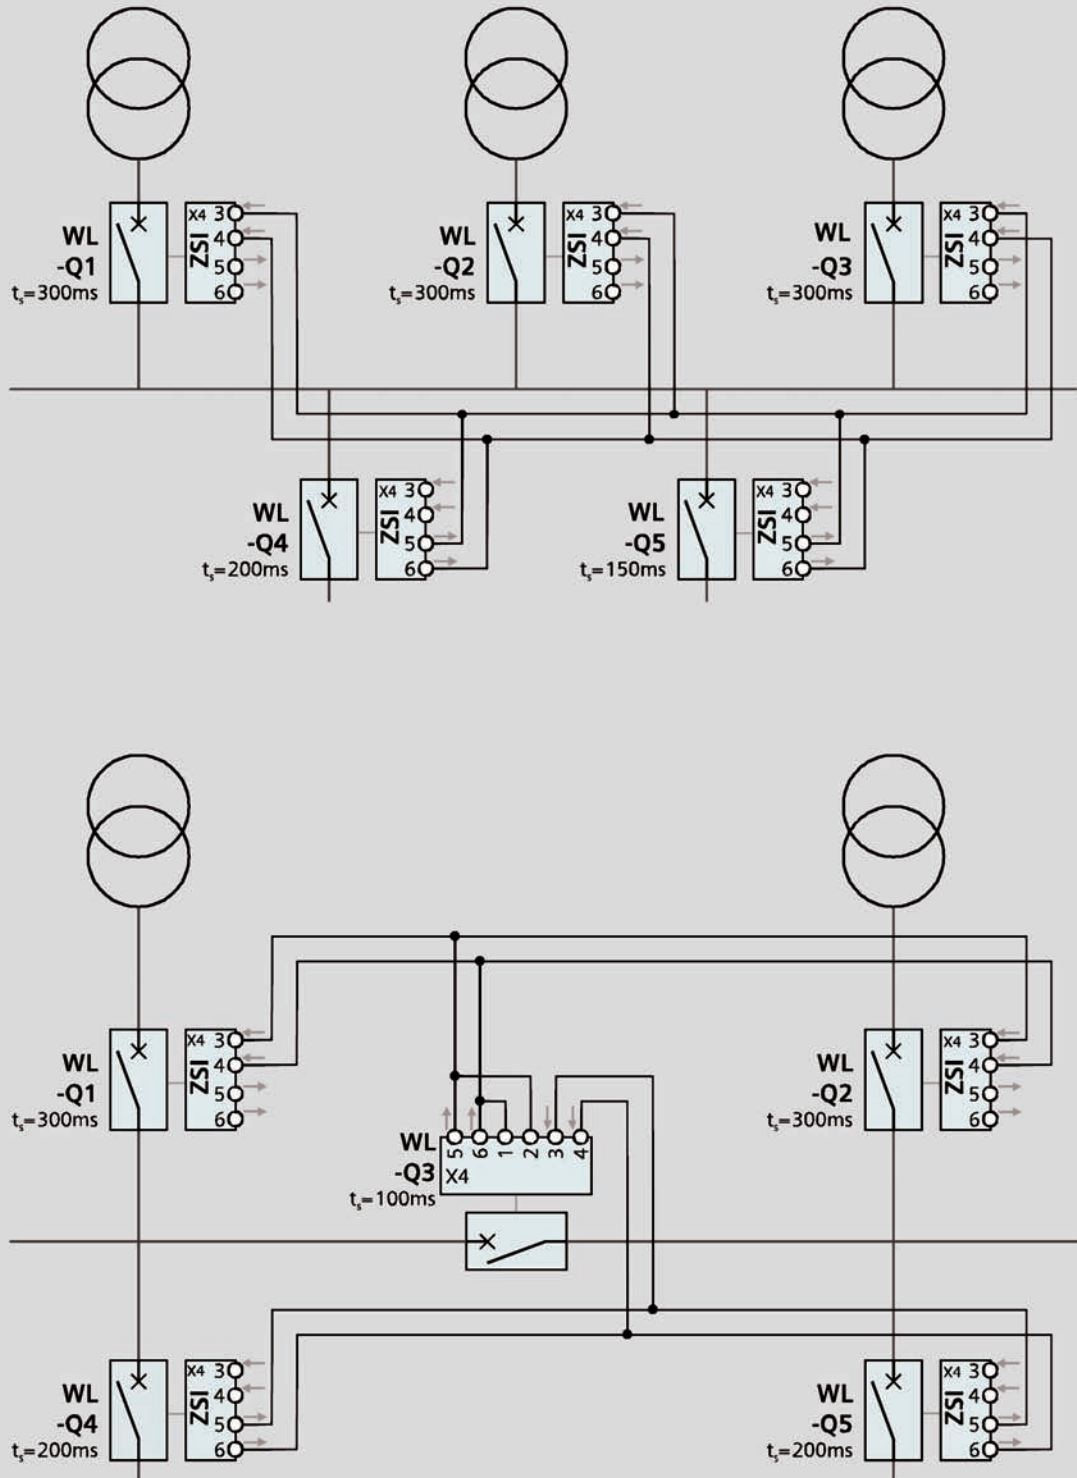 X4 3
ZSI
4
5
6
WL
-Q1
tₛ=300ms
X4 3
ZSI
4
5
6
WL
-Q2
tₛ=300ms
X4 3
ZSI
4
5
6
WL
-Q3
tₛ=300ms
X4 3
ZSI
4
5
6
WL
-Q4
tₛ=200ms
X4 3
ZSI
4
5
6
WL
-Q5
tₛ=150ms
X4 3
ZSI
4
5
6
WL
-Q1
tₛ=300ms
X4 3
ZSI
4
5
6
WL
-Q2
tₛ=300ms
WL
-Q3
tₛ=100ms
5 6 1 2 3 4
X4
X4 3
ZSI
4
5
6
WL
-Q4
tₛ=200ms
X4 3
ZSI
4
5
6
WL
-Q5
tₛ=200ms